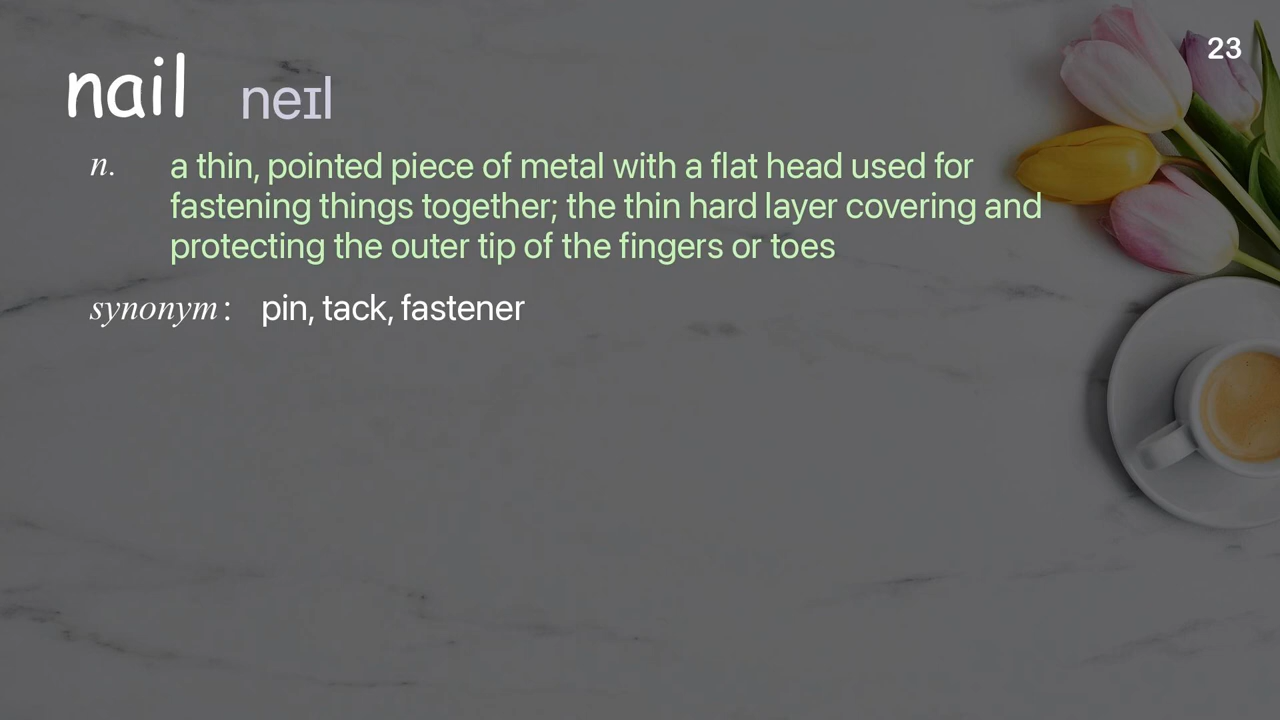 23
nail neɪl
n. a thin, pointed piece of metal with a flat head used for
fastening things together; the thin hard layer covering and
protecting the outer tip of the fingers or toes
synonym : pin, tack, fastener